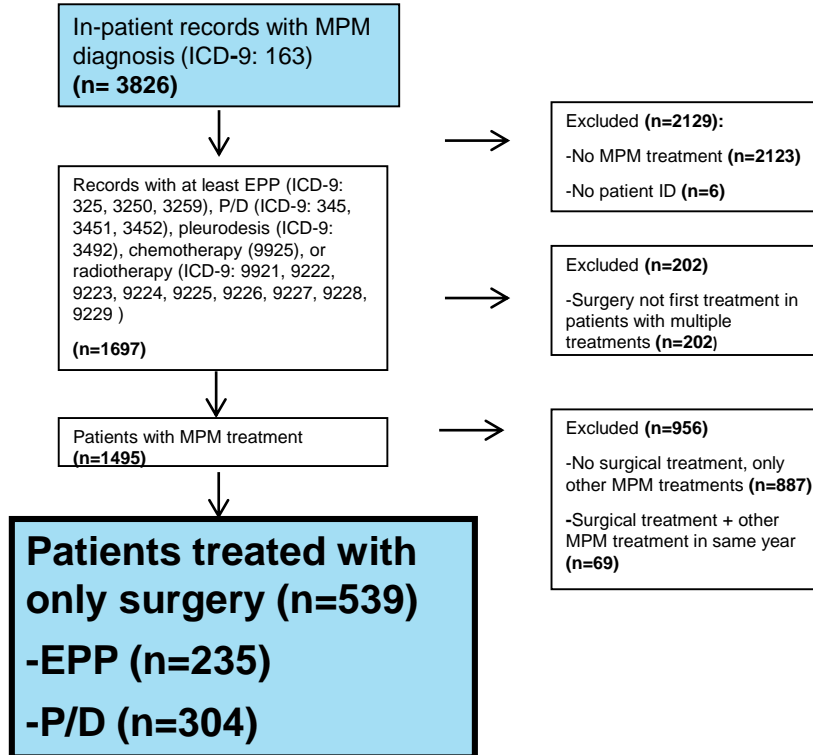 In-patient records with MPM
diagnosis (ICD-9: 163)
(n= 3826)
Excluded (n=2129):
-No MPM treatment (n=2123)
-No patient ID (n=6)
Records with at least EPP (ICD-9:
325, 3250, 3259), P/D (ICD-9: 345,
3451, 3452), pleurodesis (ICD-9:
3492), chemotherapy (9925), or
radiotherapy (ICD-9: 9921, 9222,
9223, 9224, 9225, 9226, 9227, 9228,
9229 )
(n=1697)
Excluded (n=202)
-Surgery not first treatment in
patients with multiple
treatments (n=202)
Patients with MPM treatment
(n=1495)
Excluded (n=956)
-No surgical treatment, only
other MPM treatments (n=887)
-Surgical treatment + other
MPM treatment in same year
(n=69)
Patients treated with
only surgery (n=539)
-EPP (n=235)
-P/D (n=304)